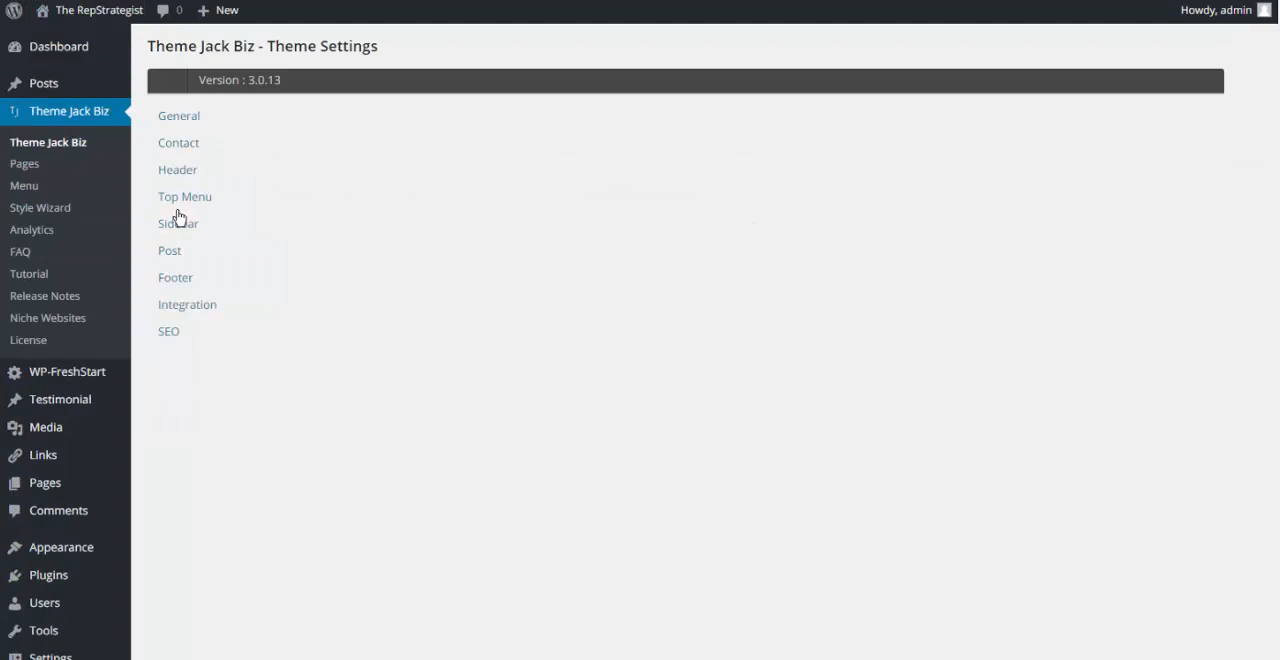 The RepStrategist
0
New
Howdy, admin
Dashboard
Posts
Theme Jack Biz
Theme Jack Biz
Pages
Menu
Style Wizard
Analytics
FAQ
Tutorial
Release Notes
Niche Websites
License
WP-FreshStart
Testimonial
Media
Links
Pages
Comments
Appearance
Plugins
Users
Tools
Settings
Theme Jack Biz - Theme Settings
Version : 3.0.13
General
Contact
Header
Top Menu
Sidebar
Post
Footer
Integration
SEO